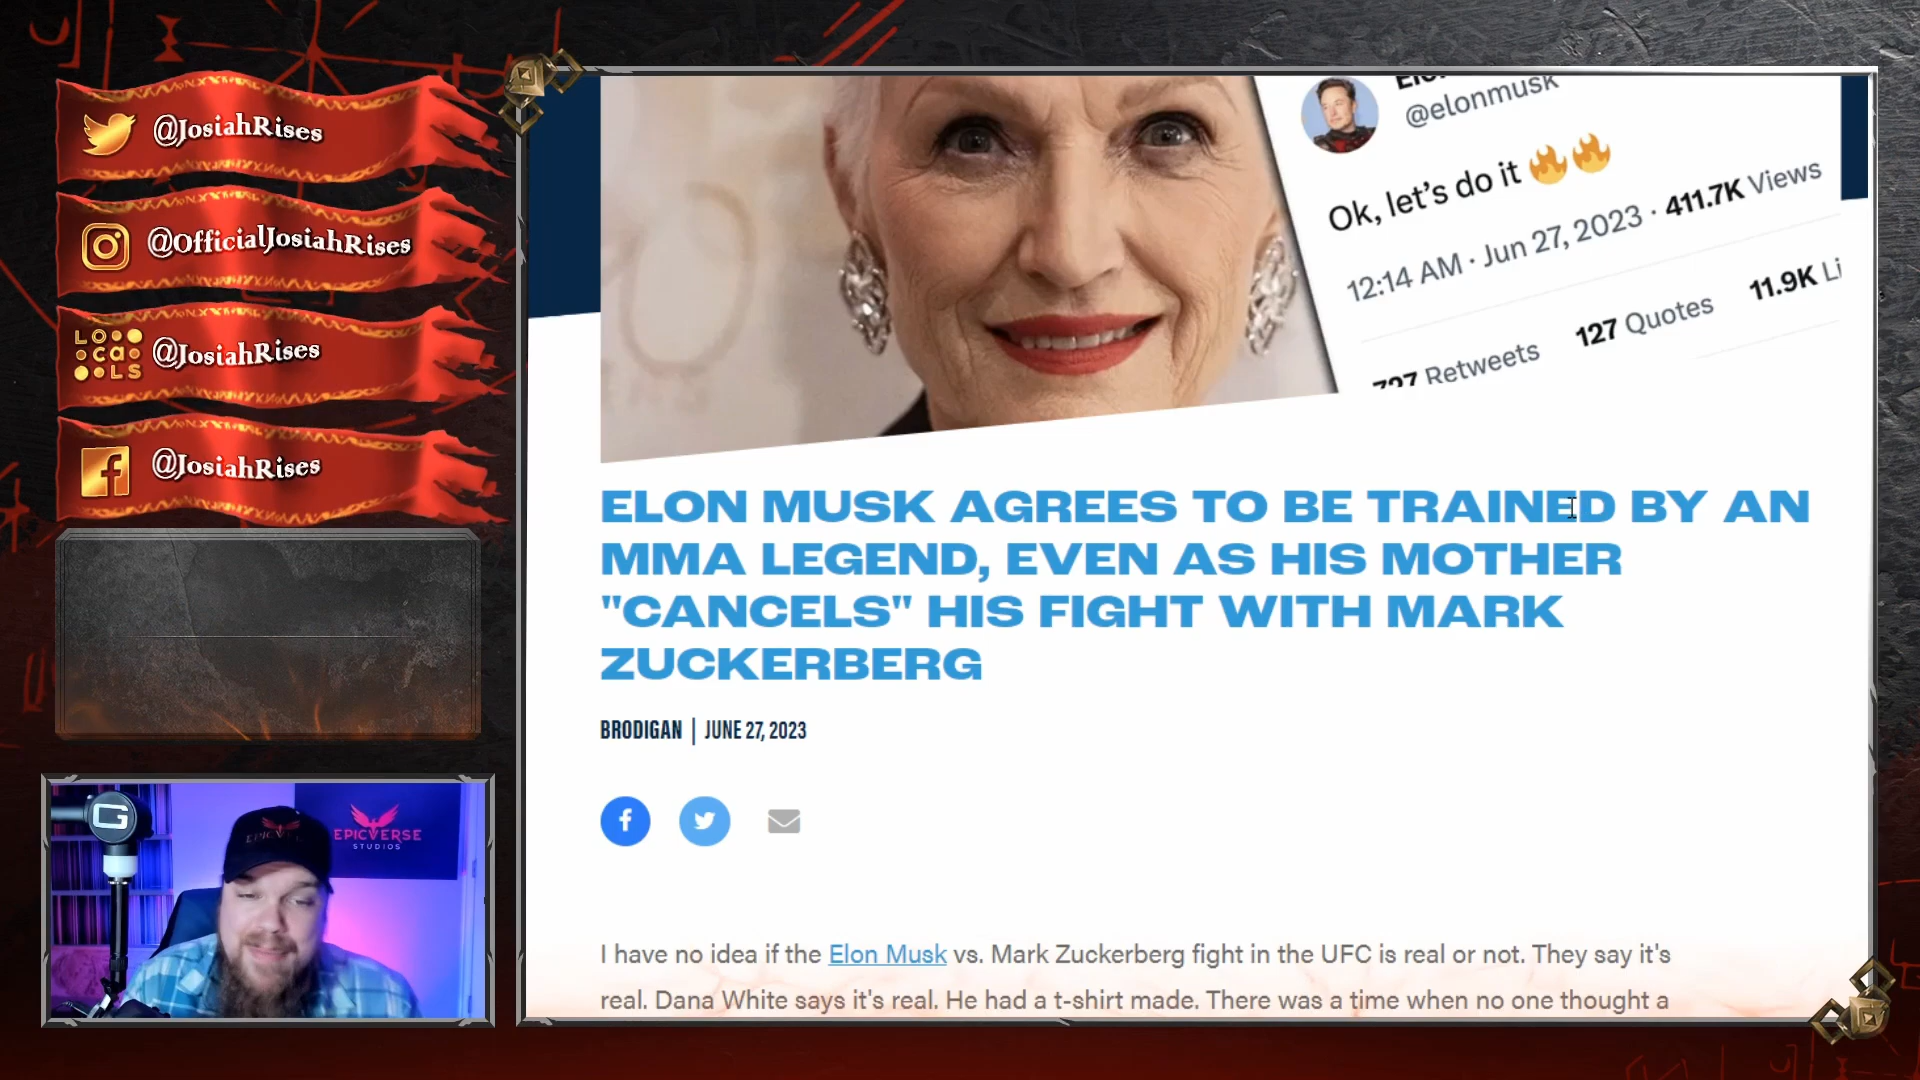 @JosiahRises
@OfficialJosiahRises
LOCALS
@JosiahRises
@JosiahRises
@elonmusk
Ok, let's do it 🔥🔥
12:14 AM · Jun 27, 2023 · 411.7K Views
Retweets 127 Quotes 11.9K Li
ELON MUSK AGREES TO BE TRAINED BY AN
MMA LEGEND, EVEN AS HIS MOTHER
"CANCELS" HIS FIGHT WITH MARK
ZUCKERBERG
BRODIGAN | JUNE 27, 2023
I have no idea if the Elon Musk vs. Mark Zuckerberg fight in the UFC is real or not. They say it's
real. Dana White says it's real. He had a t-shirt made. There was a time when no one thought a
G
EPICVERSE
STUDIOS